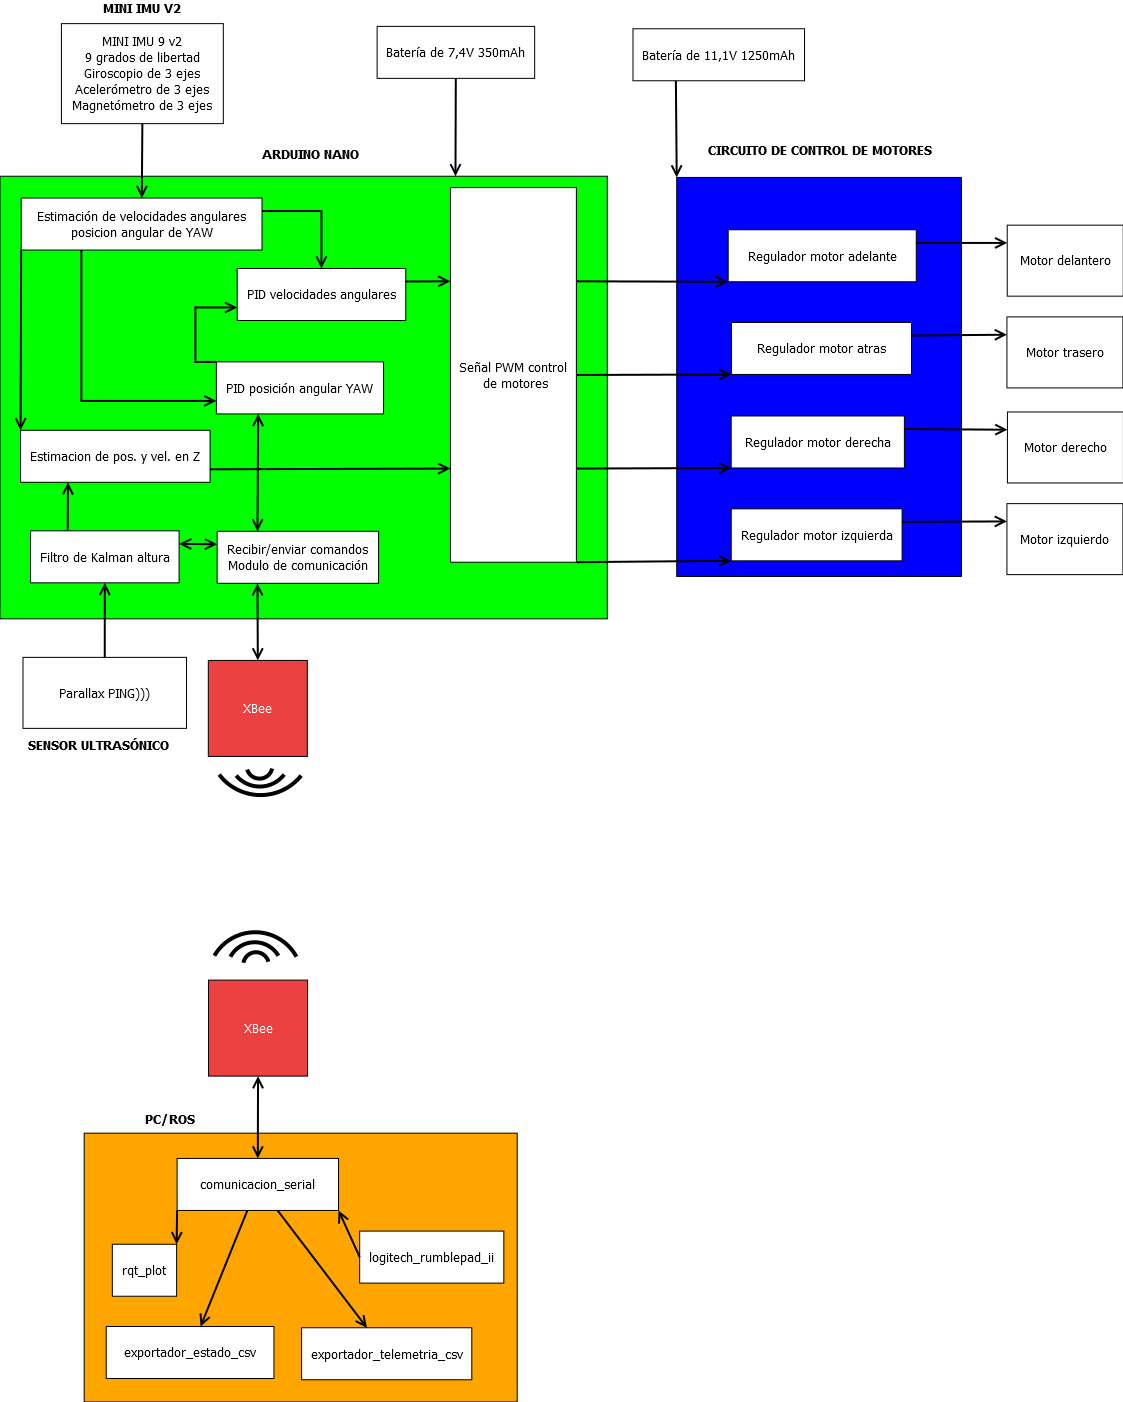 MINI IMU V2
MINI IMU 9 v2
9 grados de libertad
Giroscopio de 3 ejes
Acelerómetro de 3 ejes
Magnetómetro de 3 ejes
Batería de 7,4V 350mAh
Batería de 11,1V 1250mAh
ARDUINO NANO
CIRCUITO DE CONTROL DE MOTORES
Estimación de velocidades angulares
posicion angular de YAW
PID velocidades angulares
PID posición angular YAW
Señal PWM control
de motores
Estimacion de pos. y vel. en Z
Filtro de Kalman altura
Recibir/enviar comandos
Modulo de comunicación
Regulador motor adelante
Regulador motor atras
Regulador motor derecha
Regulador motor izquierda
Motor delantero
Motor trasero
Motor derecho
Motor izquierdo
Parallax PING)))
SENSOR ULTRASÓNICO
XBee
XBee
PC/ROS
comunicacion_serial
logitech_rumblepad_ii
rqt_plot
exportador_estado_csv
exportador_telemetria_csv